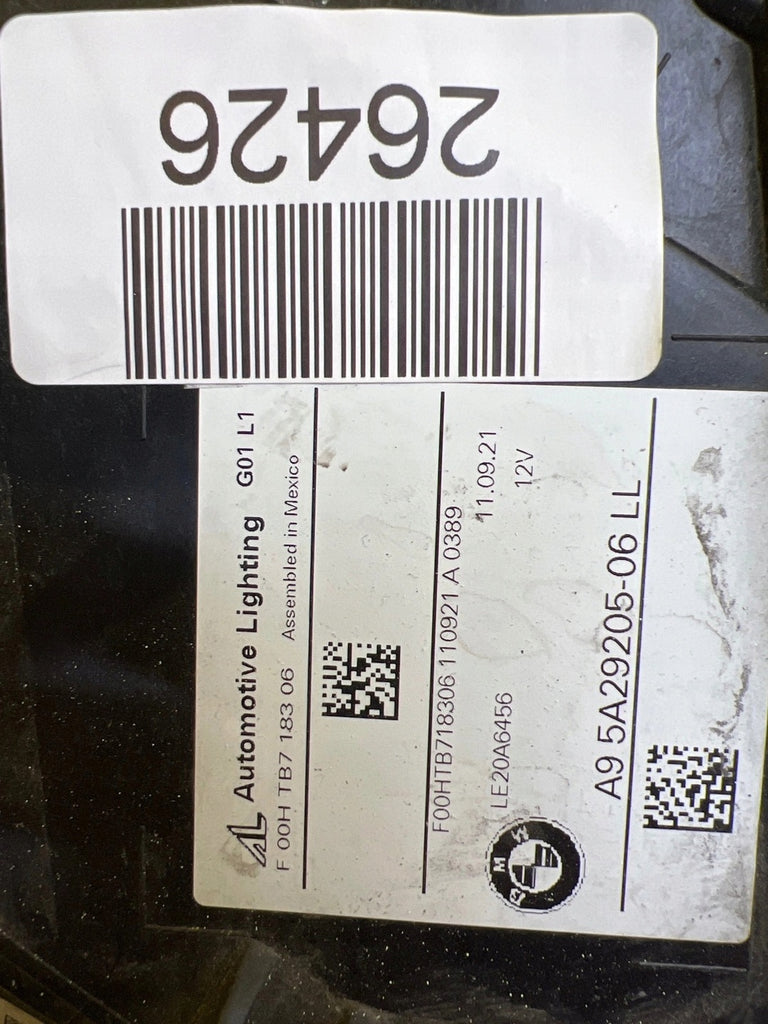 26426
Automotive Lighting G01 L1
F 00H TB7 183 06 Assembled in Mexico
F00HTB718306 110921 A 0389
LE20A6456 11.09.21
12V
BMW
A9 5A29205-06 LL